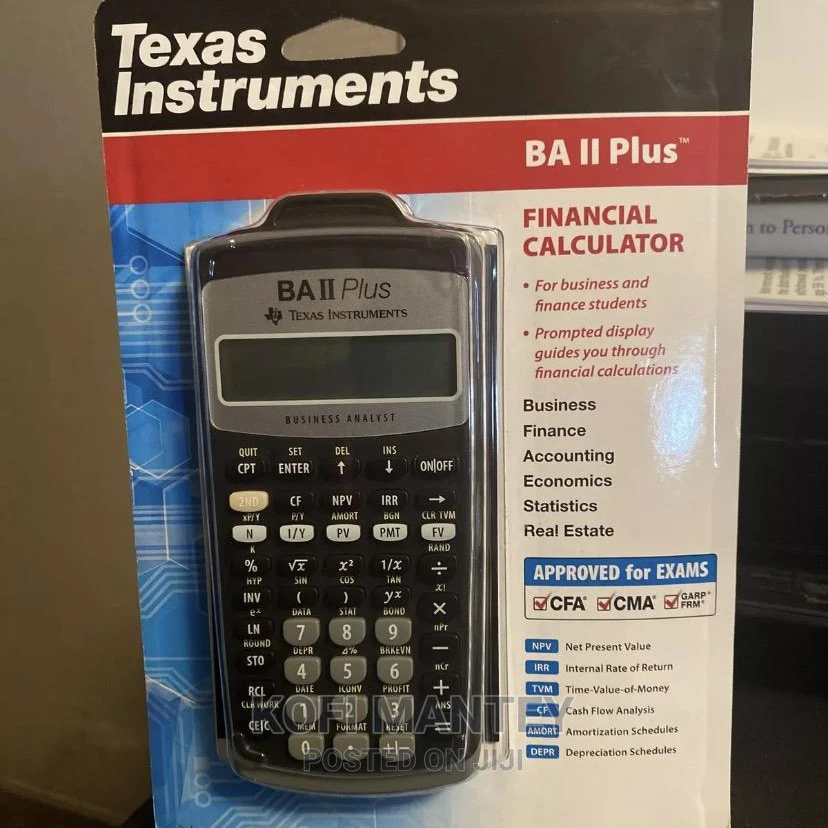 Texas
Instruments
BA II Plus™
FINANCIAL
CALCULATOR
• For business and
finance students
• Prompted display
guides you through
financial calculations
Business
Finance
Accounting
Economics
Statistics
Real Estate
APPROVED for EXAMS
CFA® CMA® GARP®
FRM®
NPV Net Present Value
IRR Internal Rate of Return
TVM Time-Value-of-Money
CF Cash Flow Analysis
AMORT Amortization Schedules
DEPR Depreciation Schedules
BA II Plus
TEXAS INSTRUMENTS
BUSINESS ANALYST
QUIT SET DEL INS
CPT ENTER ↑ ↓ ON|OFF
2ND CF NPV IRR →
xP/Y P/Y AMORT BGN CLR TVM
N I/Y PV PMT FV
K RAND
% √x x² 1/x ÷
HYP SIN COS TAN x!
INV ( ) yx ×
eˣ DATA STAT BOND nPr
LN 7 8 9 −
ROUND DEPR Δ% BRKEVN nCr
STO 4 5 6 +
DATE ICONV PROFIT ANS
RCL 1 2 3 =
CLR WORK MEM FORMAT RESET
CE|C 0 . +|−
KOFI MANTEY
POSTED ON JIJI
to Perso